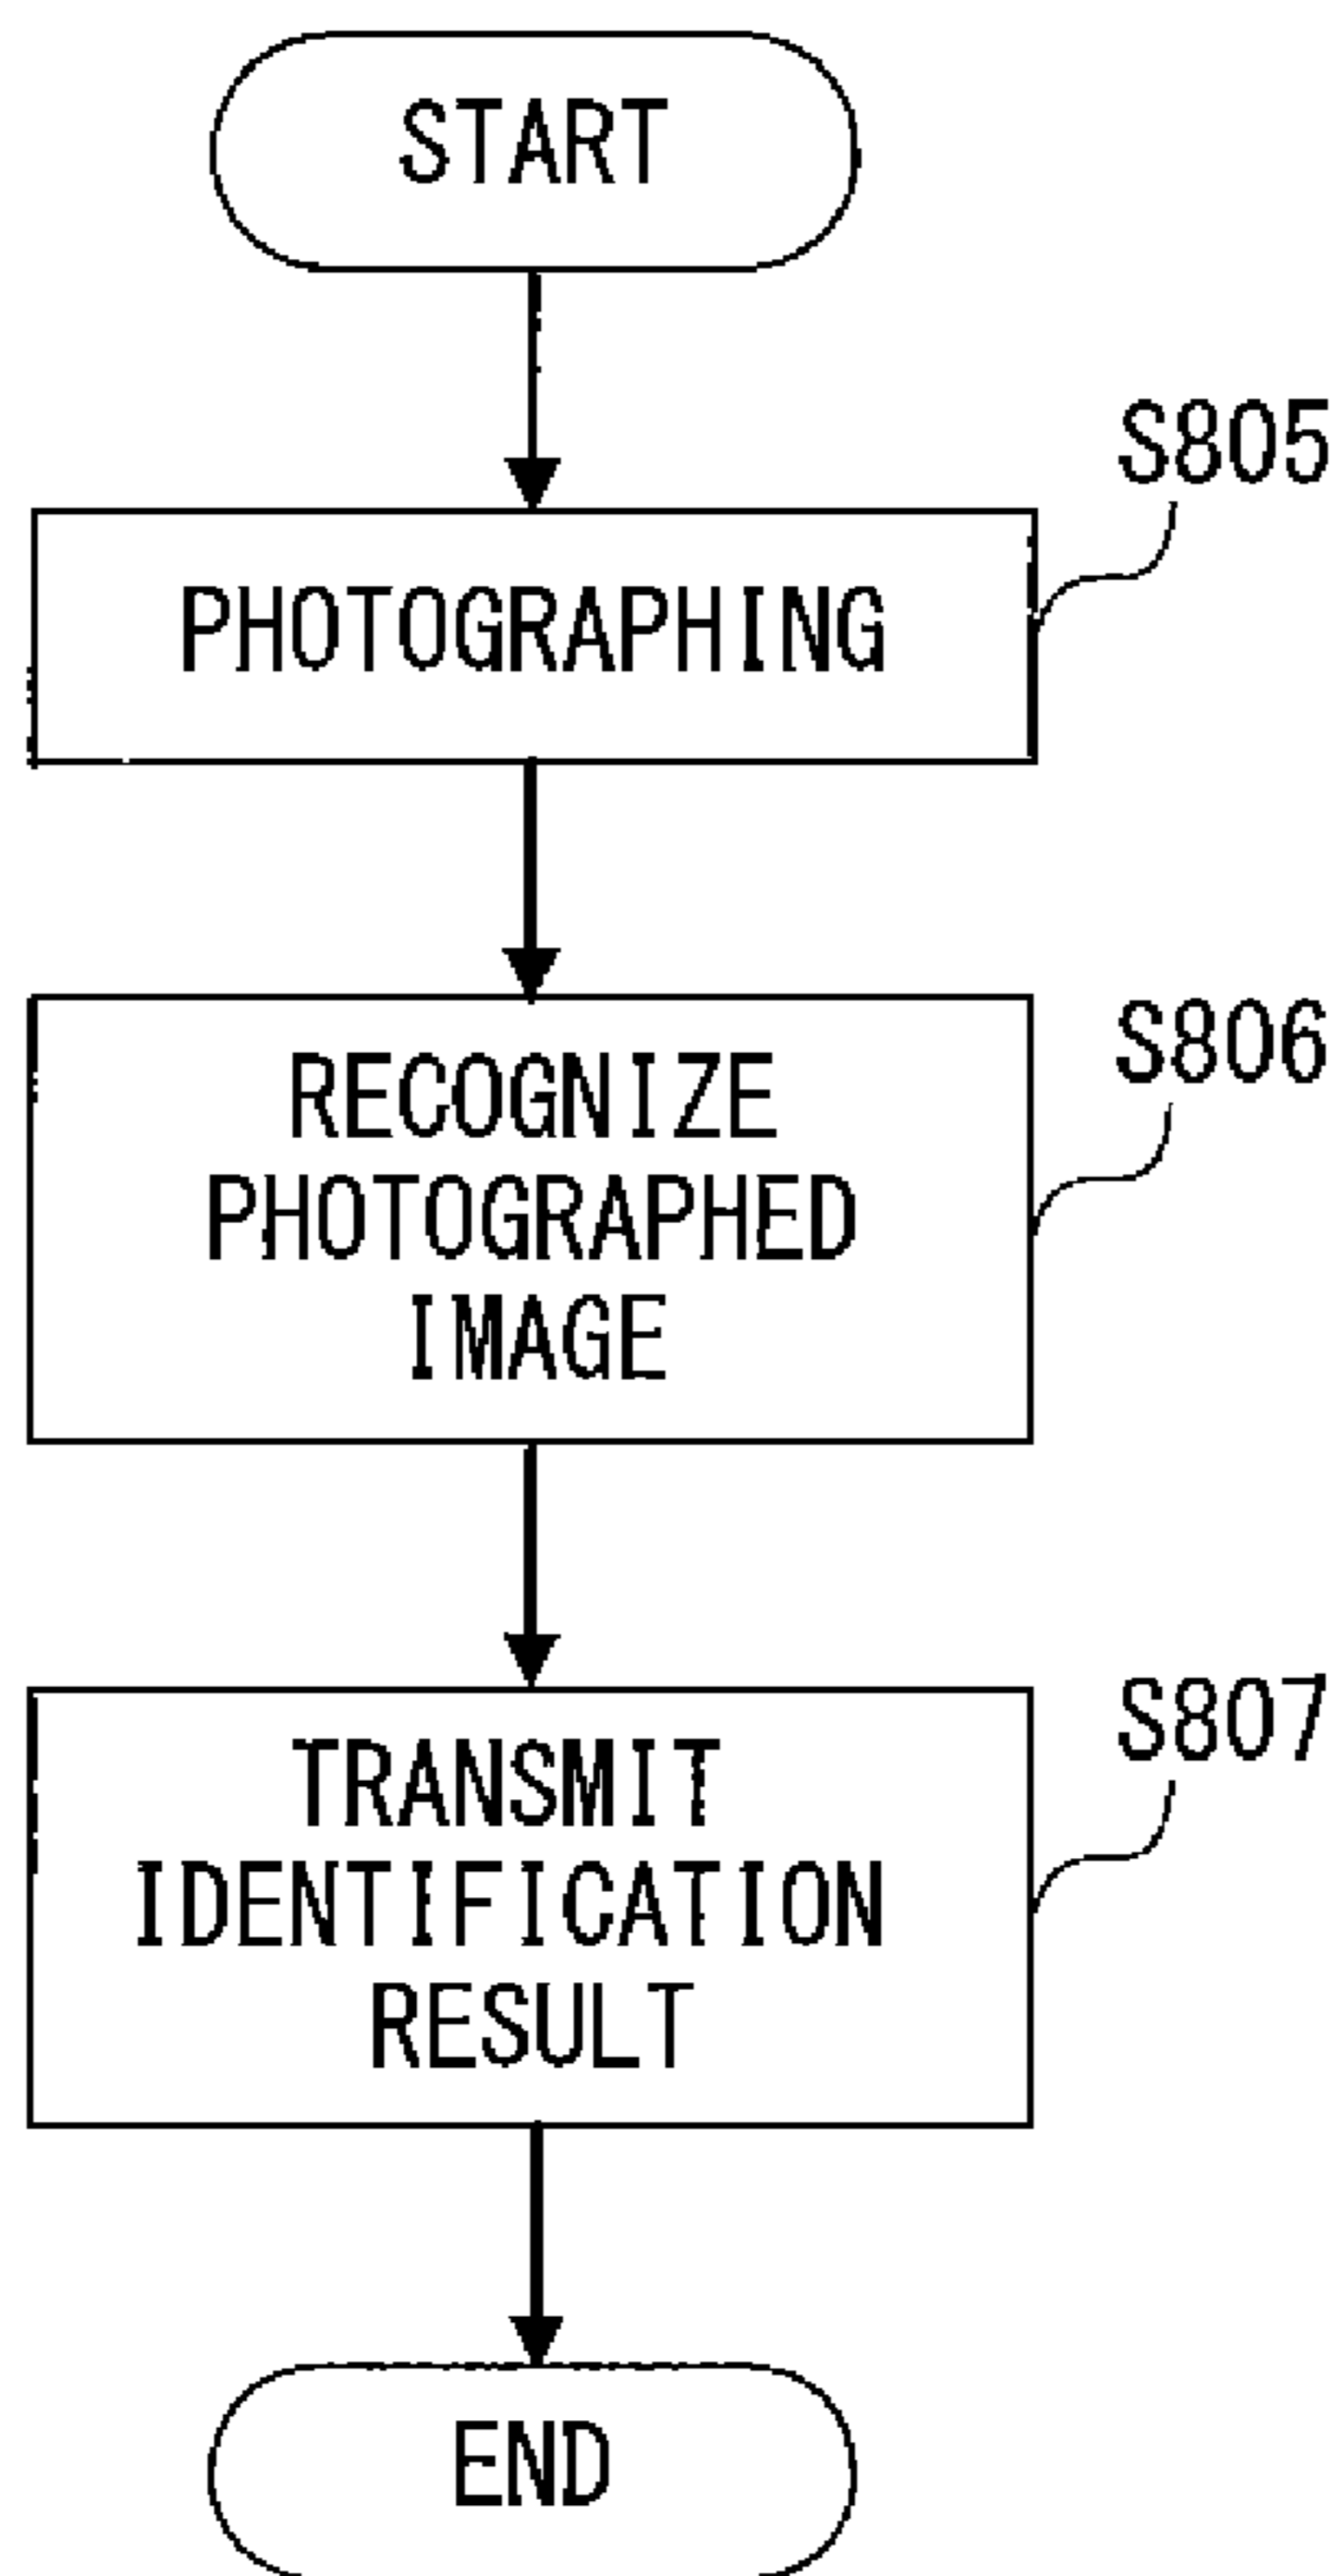 START
S805
PHOTOGRAPHING
S806
RECOGNIZE
PHOTOGRAPHED
IMAGE
S807
TRANSMIT
IDENTIFICATION
RESULT
END